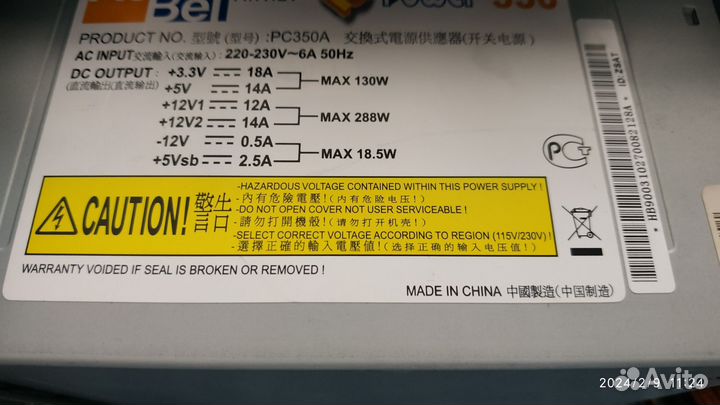 Bel Power 350
PRODUCT NO. 型號 (型号) :PC350A 交換式電源供應器(开关电源)
AC INPUT(交流輸入)(交流输入): 220-230V～6A 50Hz
DC OUTPUT:
(直流輸出)(直流输出)
+3.3V 18A
+5V 14A
MAX 130W
+12V1 12A
+12V2 14A
MAX 288W
-12V 0.5A
+5Vsb 2.5A
MAX 18.5W
CAUTION! 警告
-HAZARDOUS VOLTAGE CONTAINED WITHIN THIS POWER SUPPLY !
-內有危險電壓!(内有危险电压!)
-DO NOT OPEN COVER NOT USER SERVICEABLE !
-請勿打開機殼!(请勿打开机壳!)
-SELECT CORRECT VOLTAGE ACCORDING TO REGION (115V/230V)!
-選擇正確的輸入電壓值!(选择正确的输入电压值!)
WARRANTY VOIDED IF SEAL IS BROKEN OR REMOVED !
MADE IN CHINA 中國製造(中国制造)
* HB900310270082128A *
ID: ZSAT
2024/2/9 11:24
Avito